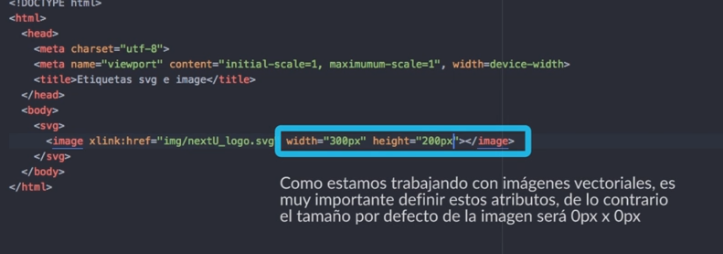 <!DOCTYPE html>
<html>
<head>
<meta charset="utf-8">
<meta name="viewport" content="initial-scale=1, maximumum-scale=1", width=device-width>
<title>Etiquetas svg e image</title>
</head>
<body>
<svg>
<image xlink:href="img/nextU_logo.svg" width="300px" height="200px"></image>
</svg>
</body>
</html>
Como estamos trabajando con imágenes vectoriales, es
muy importante definir estos atributos, de lo contrario
el tamaño por defecto de la imagen será 0px x 0px